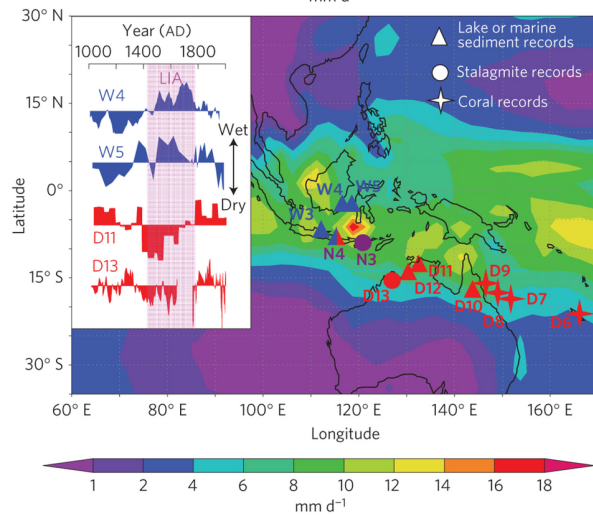 mm d
30° N
15° N
0°
15° S
30° S
Latitude
Year (AD)
1000 1400 1800
LIA
W4
W5
Wet
Dry
D11
D13
Lake or marine
sediment records
Stalagmite records
Coral records
W4
W5
W3
N4
N3
D11
D9
D13
D12
D10
D7
D8
D6
60° E 80° E 100° E 120° E 140° E 160° E
Longitude
1 2 4 6 8 10 12 14 16 18
mm d⁻¹